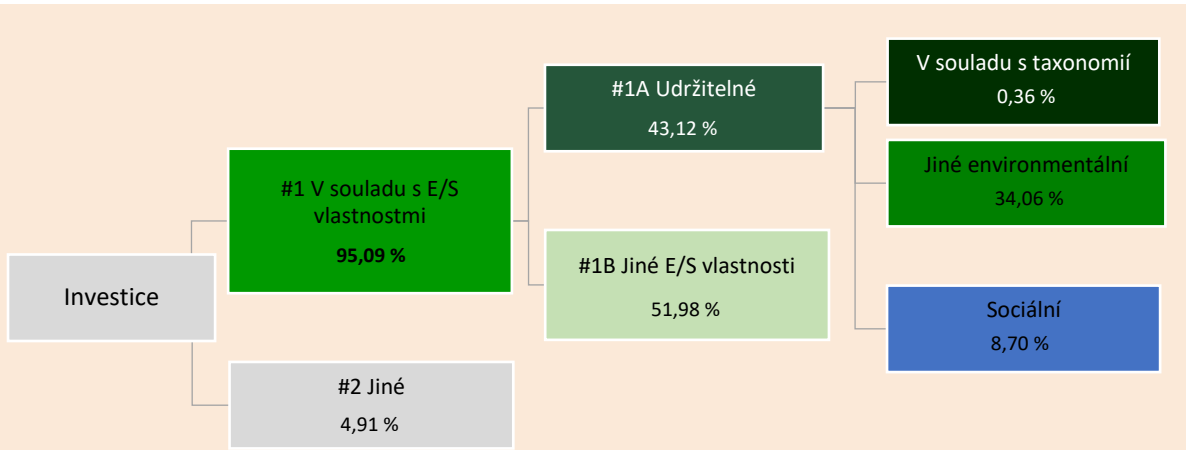 Investice
#1 V souladu s E/S
vlastnostmi
95,09 %
#2 Jiné
4,91 %
#1A Udržitelné
43,12 %
#1B Jiné E/S vlastnosti
51,98 %
V souladu s taxonomií
0,36 %
Jiné environmentální
34,06 %
Sociální
8,70 %